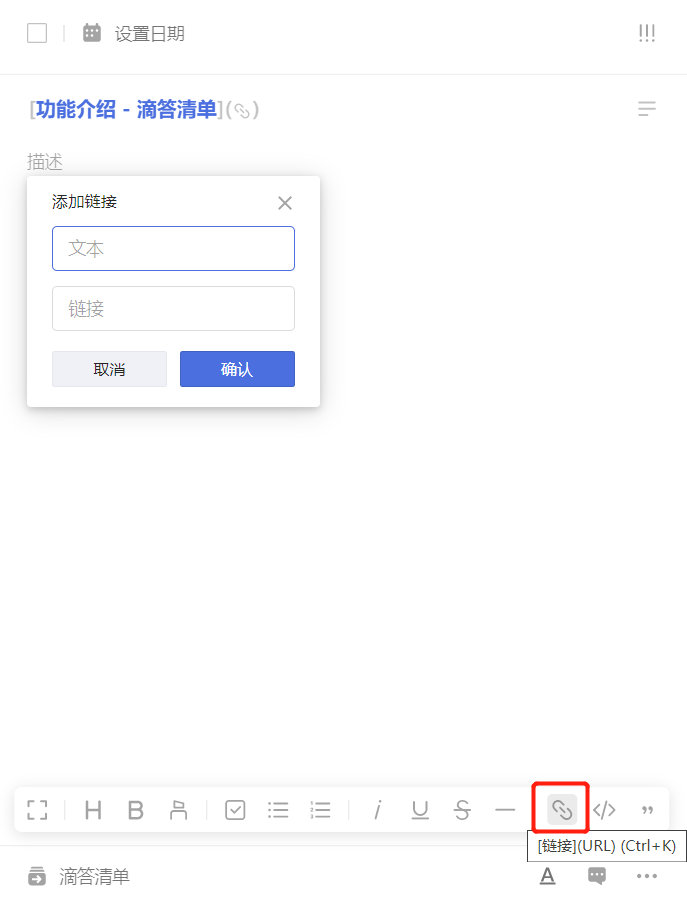 设置日期
[功能介绍 - 滴答清单]()
描述
添加链接
文本
链接
取消 确认
H B i U S </> ”
[链接](URL) (Ctrl+K)
滴答清单 A